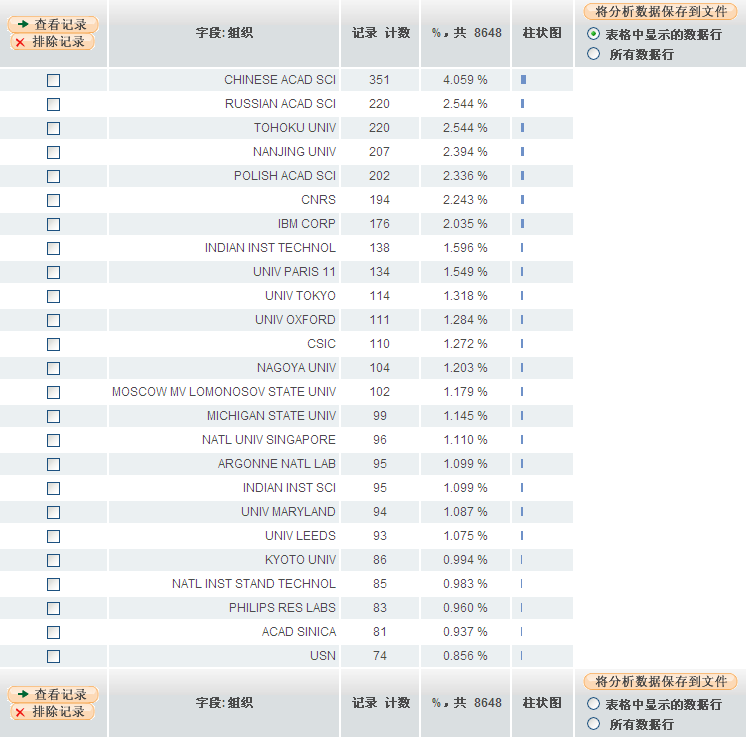 查看记录
排除记录
字段:组织
记录 计数
%，共 8648
柱状图
将分析数据保存到文件
表格中显示的数据行
所有数据行
CHINESE ACAD SCI 351 4.059 %
RUSSIAN ACAD SCI 220 2.544 %
TOHOKU UNIV 220 2.544 %
NANJING UNIV 207 2.394 %
POLISH ACAD SCI 202 2.336 %
CNRS 194 2.243 %
IBM CORP 176 2.035 %
INDIAN INST TECHNOL 138 1.596 %
UNIV PARIS 11 134 1.549 %
UNIV TOKYO 114 1.318 %
UNIV OXFORD 111 1.284 %
CSIC 110 1.272 %
NAGOYA UNIV 104 1.203 %
MOSCOW MV LOMONOSOV STATE UNIV 102 1.179 %
MICHIGAN STATE UNIV 99 1.145 %
NATL UNIV SINGAPORE 96 1.110 %
ARGONNE NATL LAB 95 1.099 %
INDIAN INST SCI 95 1.099 %
UNIV MARYLAND 94 1.087 %
UNIV LEEDS 93 1.075 %
KYOTO UNIV 86 0.994 %
NATL INST STAND TECHNOL 85 0.983 %
PHILIPS RES LABS 83 0.960 %
ACAD SINICA 81 0.937 %
USN 74 0.856 %
查看记录
排除记录
字段:组织
记录 计数
%，共 8648
柱状图
将分析数据保存到文件
表格中显示的数据行
所有数据行